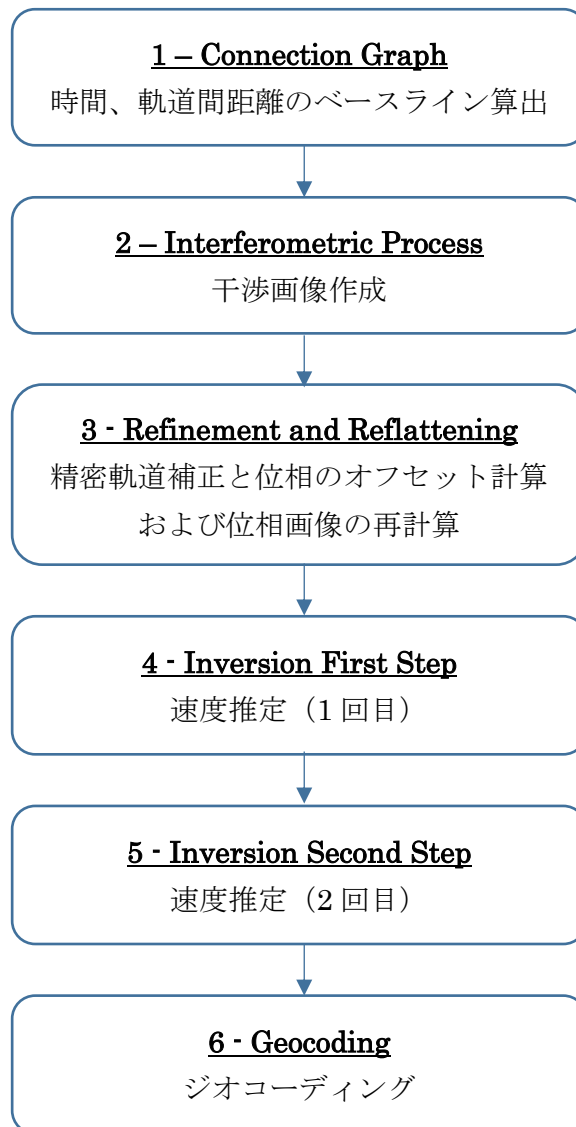 1 – Connection Graph
時間、軌道間距離のベースライン算出
2 – Interferometric Process
干渉画像作成
3 - Refinement and Reflattening
精密軌道補正と位相のオフセット計算
および位相画像の再計算
4 - Inversion First Step
速度推定（1 回目）
5 - Inversion Second Step
速度推定（2 回目）
6 - Geocoding
ジオコーディング